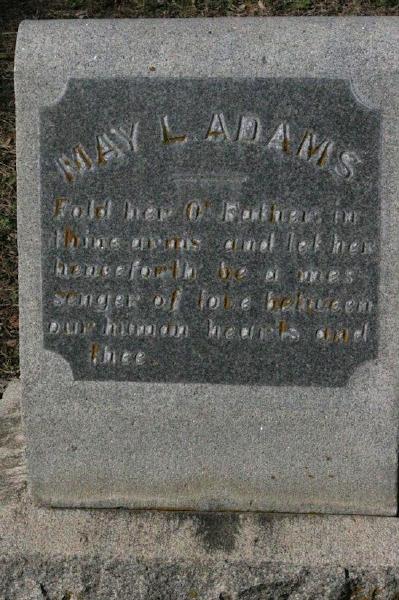 MAY L ADAMS
Fold her O' Father, in
thine arms and let her
henceforth be a mes
senger of love between
our human hearts and
thee